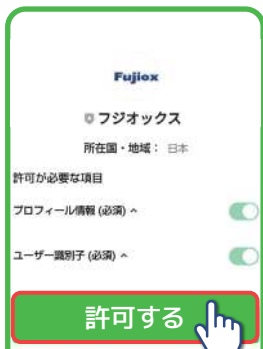 Fujiox
フジオックス
所在国・地域： 日本
許可が必要な項目
プロフィール情報 (必須) ^
ユーザー識別子 (必須) ^
許可する